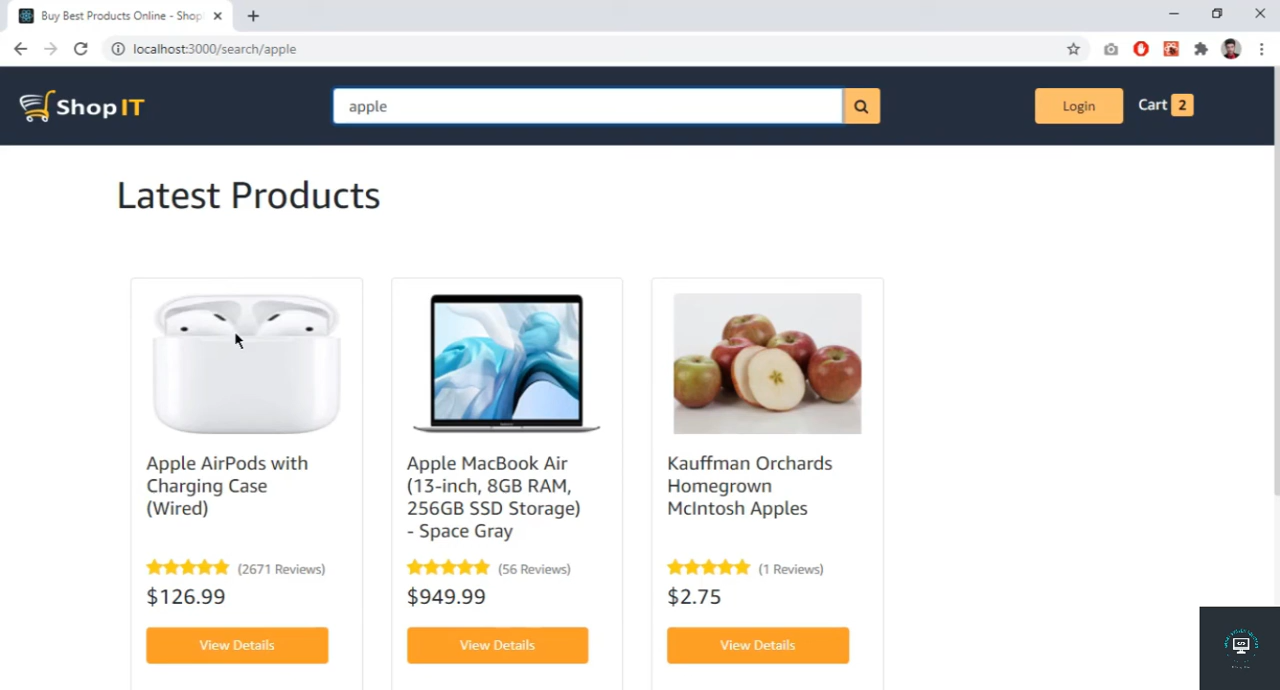 Buy Best Products Online - Shop
localhost:3000/search/apple
ShopIT
apple
Login
Cart 2
Latest Products
Apple AirPods with
Charging Case
(Wired)
(2671 Reviews)
$126.99
View Details
Apple MacBook Air
(13-inch, 8GB RAM,
256GB SSD Storage)
- Space Gray
(56 Reviews)
$949.99
View Details
Kauffman Orchards
Homegrown
McIntosh Apples
(1 Reviews)
$2.75
View Details